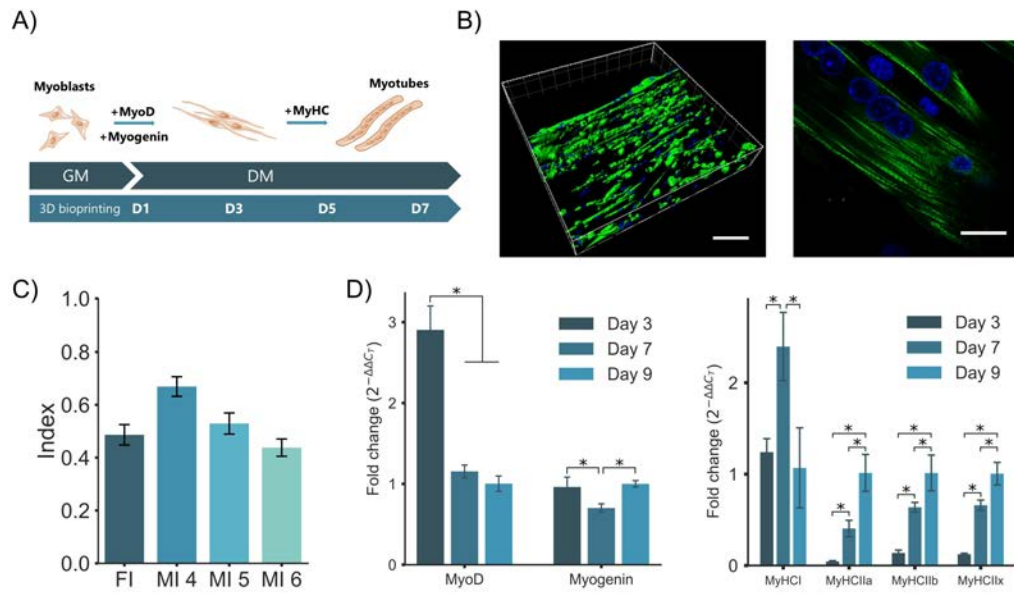 A)
Myoblasts
+MyoD
+Myogenin
+MyHC
Myotubes
GM
DM
3D bioprinting
D1
D3
D5
D7
B)
C)
Index
1.0
0.8
0.6
0.4
0.2
0.0
FI
MI 4
MI 5
MI 6
D)
Fold change (2^-ΔΔC_T)
3
2
1
0
*
*
*
Day 3
Day 7
Day 9
MyoD
Myogenin
Fold change (2^-ΔΔC_T)
2
1
0
*
*
*
*
*
*
*
*
*
*
*
Day 3
Day 7
Day 9
MyHCI
MyHCIIa
MyHCIIb
MyHCIIx